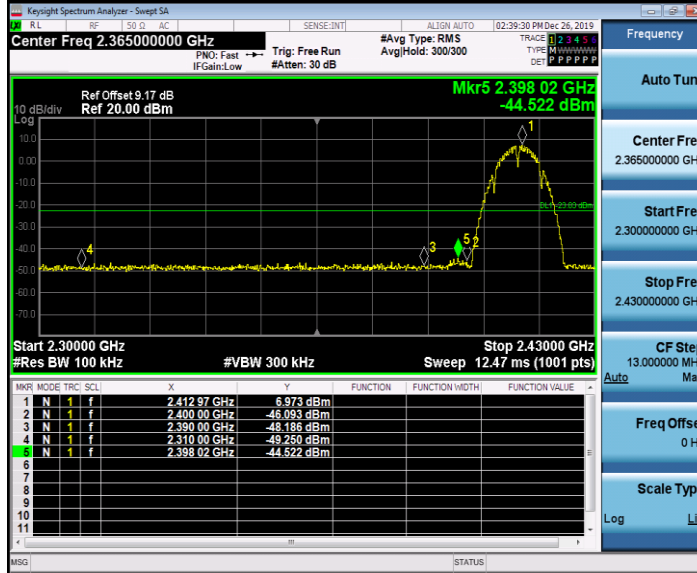 Keysight Spectrum Analyzer - Swept SA
RL RF 50 Ω AC SENSE:INT ALIGN AUTO 02:39:30 PM Dec 26, 2019
Center Freq 2.365000000 GHz
PNO: Fast
IFGain:Low
Trig: Free Run
#Atten: 30 dB
#Avg Type: RMS
Avg|Hold: 300/300
TRACE 1 2 3 4 5 6
TYPE M W W W W W
DET P P P P P P
Ref Offset 9.17 dB
10 dB/div Ref 20.00 dBm
Log
Mkr5 2.398 02 GHz
-44.522 dBm
10.0
0.00
-10.0
-20.0
-30.0
-40.0
-50.0
-60.0
-70.0
1
4
3
5
2
Start 2.30000 GHz Stop 2.43000 GHz
#Res BW 100 kHz #VBW 300 kHz Sweep 12.47 ms (1001 pts)
MKR MODE TRC SCL X Y FUNCTION FUNCTION WIDTH FUNCTION VALUE
1 N 1 f 2.412 97 GHz 6.973 dBm
2 N 1 f 2.400 00 GHz -46.093 dBm
3 N 1 f 2.390 00 GHz -48.186 dBm
4 N 1 f 2.310 00 GHz -49.250 dBm
5 N 1 f 2.398 02 GHz -44.522 dBm
6
7
8
9
10
11
MSG STATUS
Frequency
Auto Tun
Center Fre
2.365000000 GH
Start Fre
2.300000000 GH
Stop Fre
2.430000000 GH
CF Ste
13.000000 MH
Auto Ma
Freq Offse
0 H
Scale Typ
Log Li